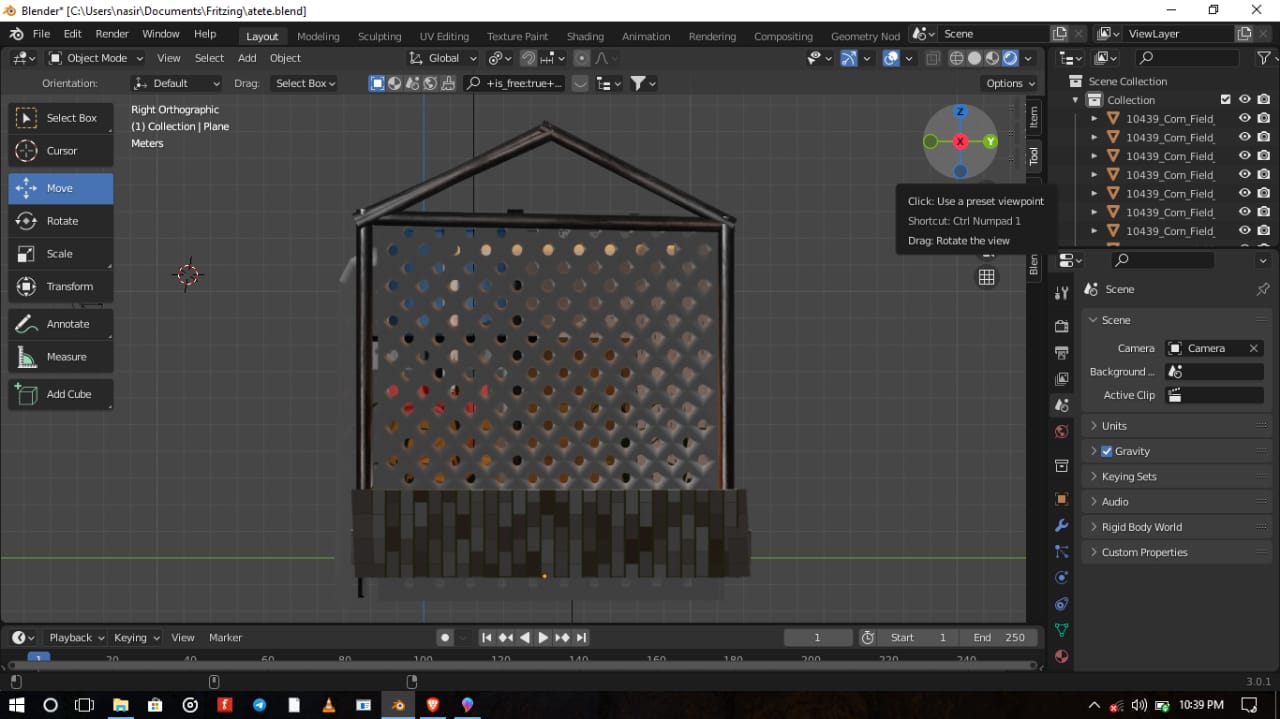 Blender* [C:\Users\nasir\Documents\Fritzing\atete.blend]
File Edit Render Window Help Layout Modeling Sculpting UV Editing Texture Paint Shading Animation Rendering Compositing Geometry Nod Scene ViewLayer
Object Mode View Select Add Object Global
Orientation: Default Drag: Select Box +is_free:true+... Options
Right Orthographic
(1) Collection | Plane
Meters
Select Box
Cursor
Move
Rotate
Scale
Transform
Annotate
Measure
Add Cube
Z
X
Y
Item
Tool
Click: Use a preset viewpoint
Shortcut: Ctrl Numpad 1
Drag: Rotate the view
Scene Collection
Collection
10439_Corn_Field_
10439_Corn_Field_
10439_Corn_Field_
10439_Corn_Field_
10439_Corn_Field_
10439_Corn_Field_
10439_Corn_Field_
Scene
Scene
Camera Camera
Background ...
Active Clip
Units
Gravity
Keying Sets
Audio
Rigid Body World
Custom Properties
Playback Keying View Marker 1 Start 1 End 250
1 20 40 60 80 100 120 140 160 180 200 220 240
3.0.1
10:39 PM